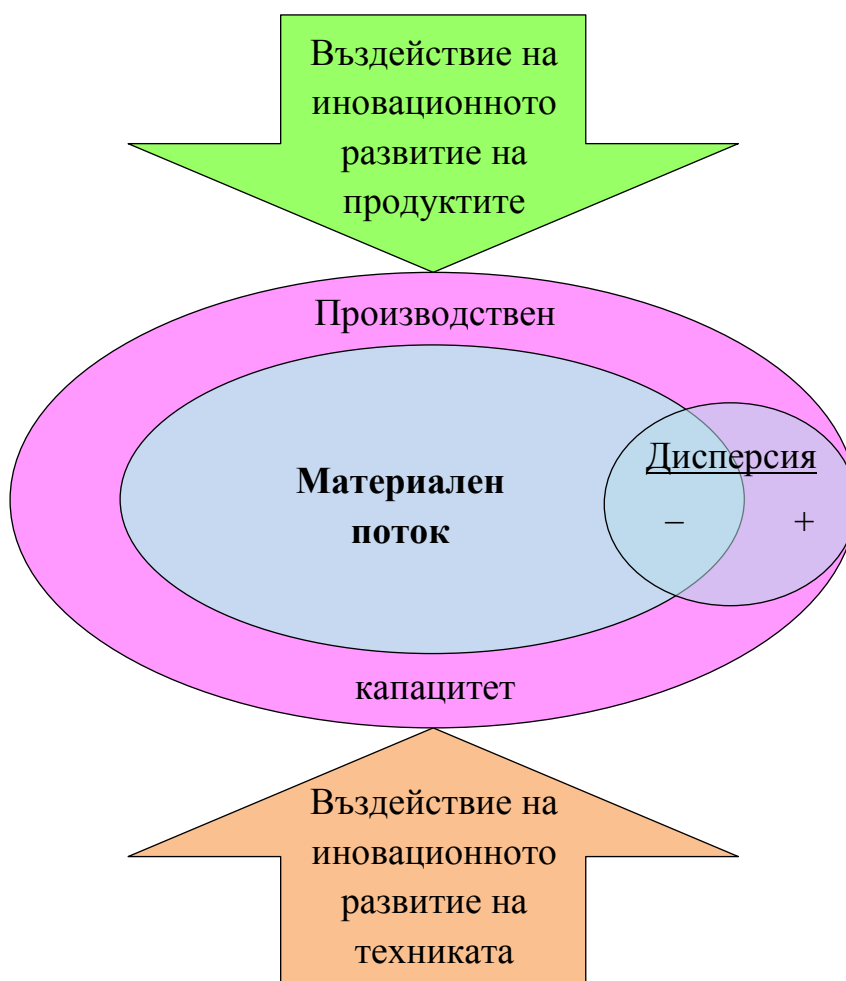 Въздействие на
иновационното
развитие на
продуктите
Производствен
Дисперсия
Материален
поток
– +
капацитет
Въздействие на
иновационното
развитие на
техниката